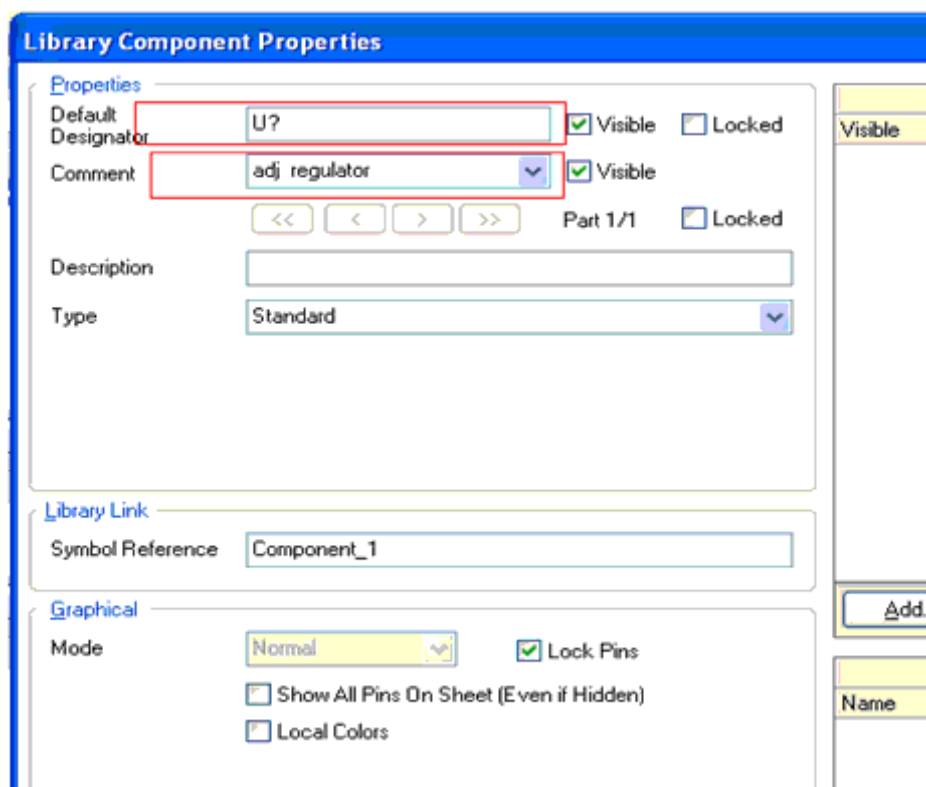 Library Component Properties
Properties
Default Designator U? Visible Locked
Visible
Comment adj regulator Visible
<< < > >> Part 1/1 Locked
Description
Type Standard
Library Link
Symbol Reference Component_1
Add.
Graphical
Mode Normal Lock Pins
Show All Pins On Sheet (Even if Hidden)
Name
Local Colors